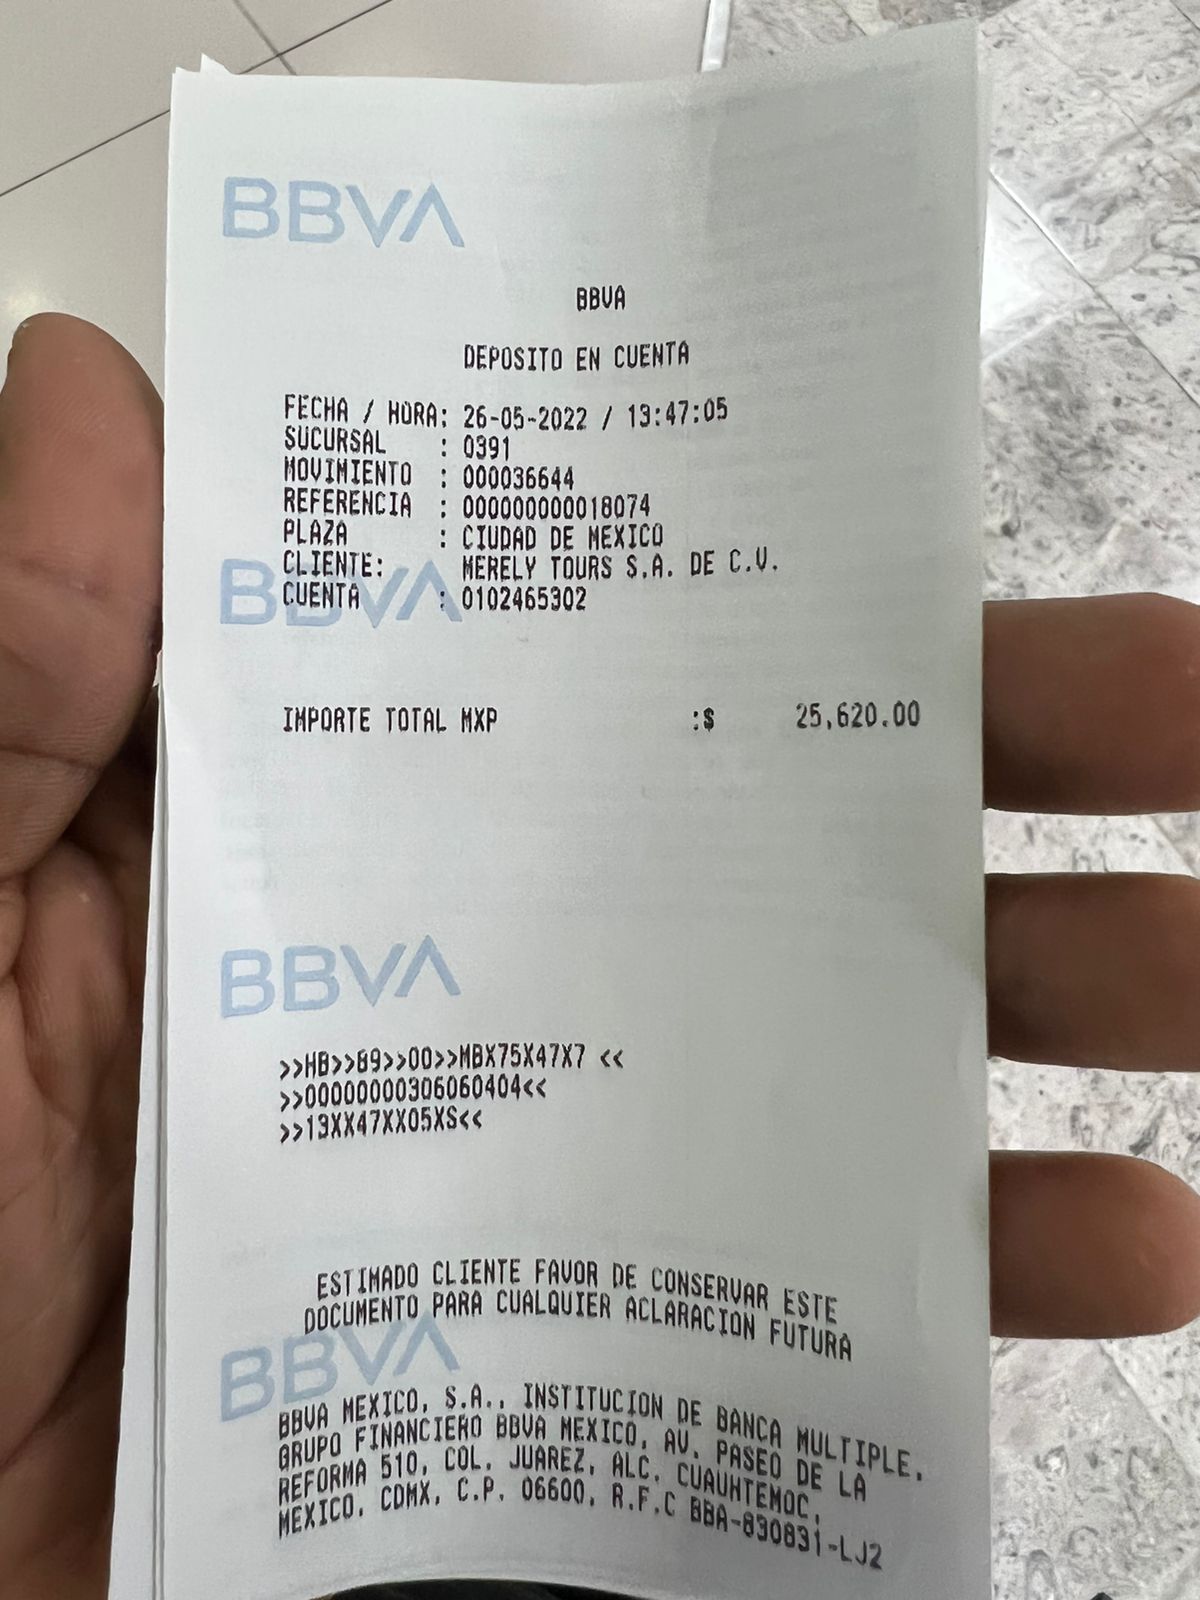 BBVA
BBVA
DEPOSITO EN CUENTA
FECHA / HORA: 26-05-2022 / 13:47:05
SUCURSAL : 0391
MOVIMIENTO : 000036644
REFERENCIA : 000000000018074
PLAZA : CIUDAD DE MEXICO
CLIENTE: MERELY TOURS S.A. DE C.V.
BBVA
CUENTA : 0102465302
IMPORTE TOTAL MXP :$ 25,620.00
BBVA
>>HB>>89>>00>>MBX75X47X7 <<
>>00000000306060404<<
>>13XX47XX05XS<<
ESTIMADO CLIENTE FAVOR DE CONSERVAR ESTE
DOCUMENTO PARA CUALQUIER ACLARACION FUTURA
BBVA
BBVA MEXICO, S.A., INSTITUCION DE BANCA MULTIPLE,
GRUPO FINANCIERO BBVA MEXICO, AV. PASEO DE LA
REFORMA 510, COL. JUAREZ, ALC. CUAUHTEMOC,
MEXICO, CDMX, C.P. 06600, R.F.C BBA-830831-LJ2